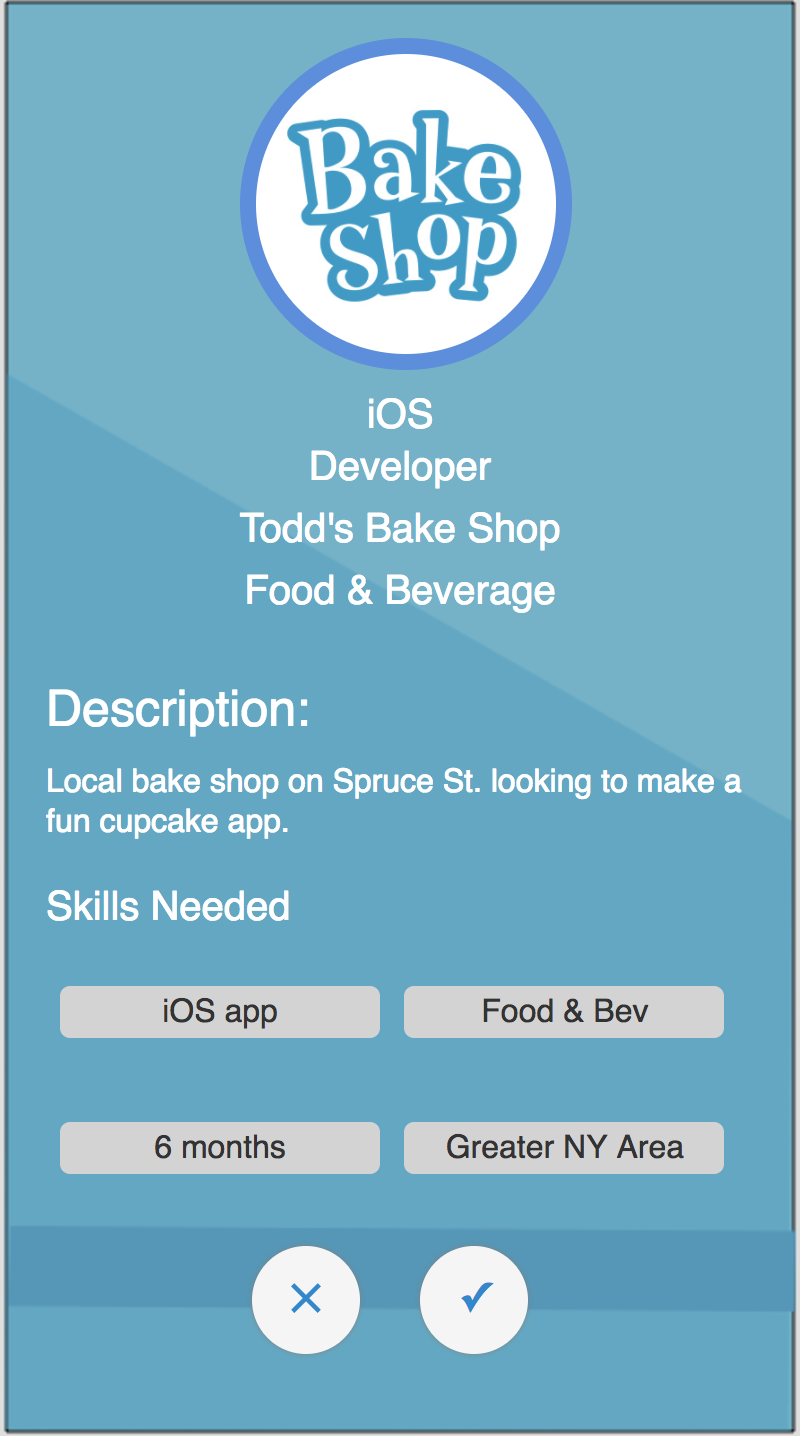 Bake
Shop
iOS
Developer
Todd's Bake Shop
Food & Beverage
Description:
Local bake shop on Spruce St. looking to make a
fun cupcake app.
Skills Needed
iOS app
Food & Bev
6 months
Greater NY Area